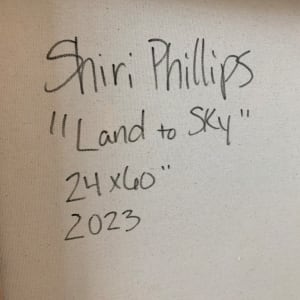 Shiri Phillips
"Land to Sky"
24x60"
2023